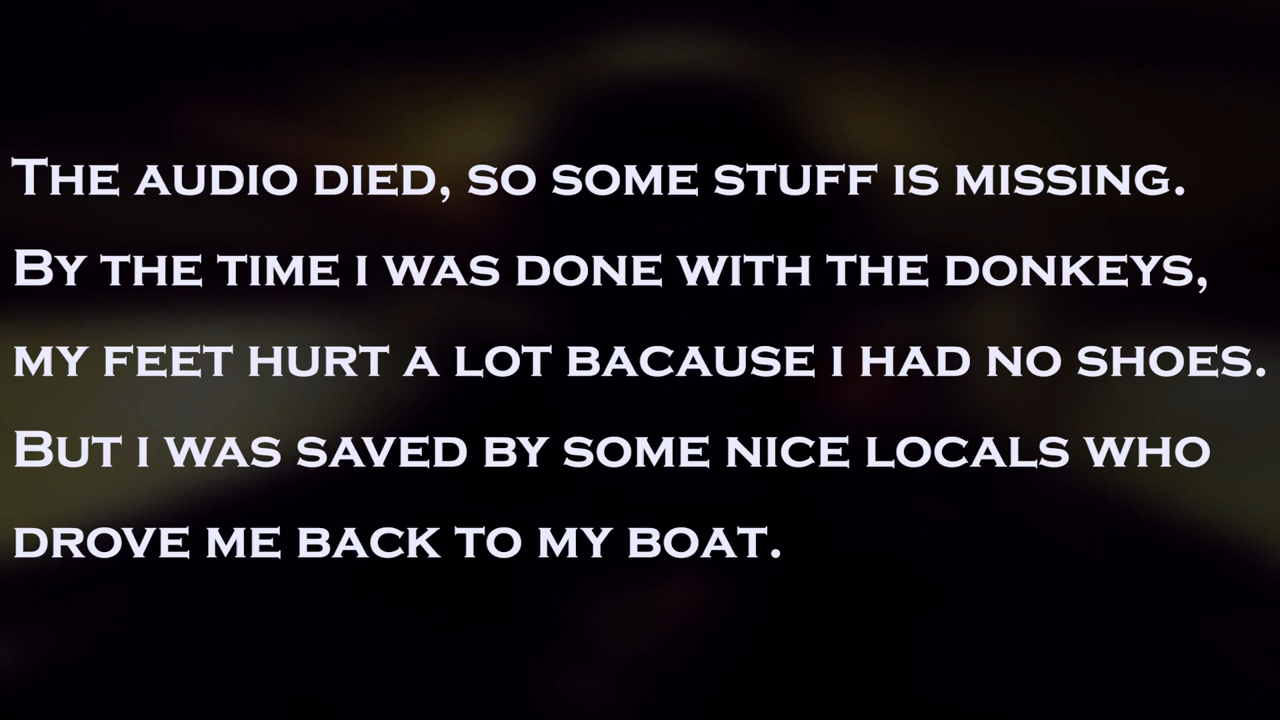 The audio died, so some stuff is missing.
By the time i was done with the donkeys,
my feet hurt a lot bacause i had no shoes.
But i was saved by some nice locals who
drove me back to my boat.